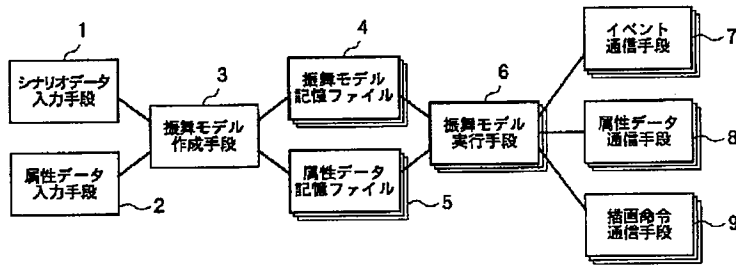 1
シナリオデータ
入力手段
属性データ
入力手段
2
3
振舞モデル
作成手段
4
振舞モデル
記憶ファイル
属性データ
記憶ファイル
5
6
振舞モデル
実行手段
イベント
通信手段
7
属性データ
通信手段
8
描画命令
通信手段
9